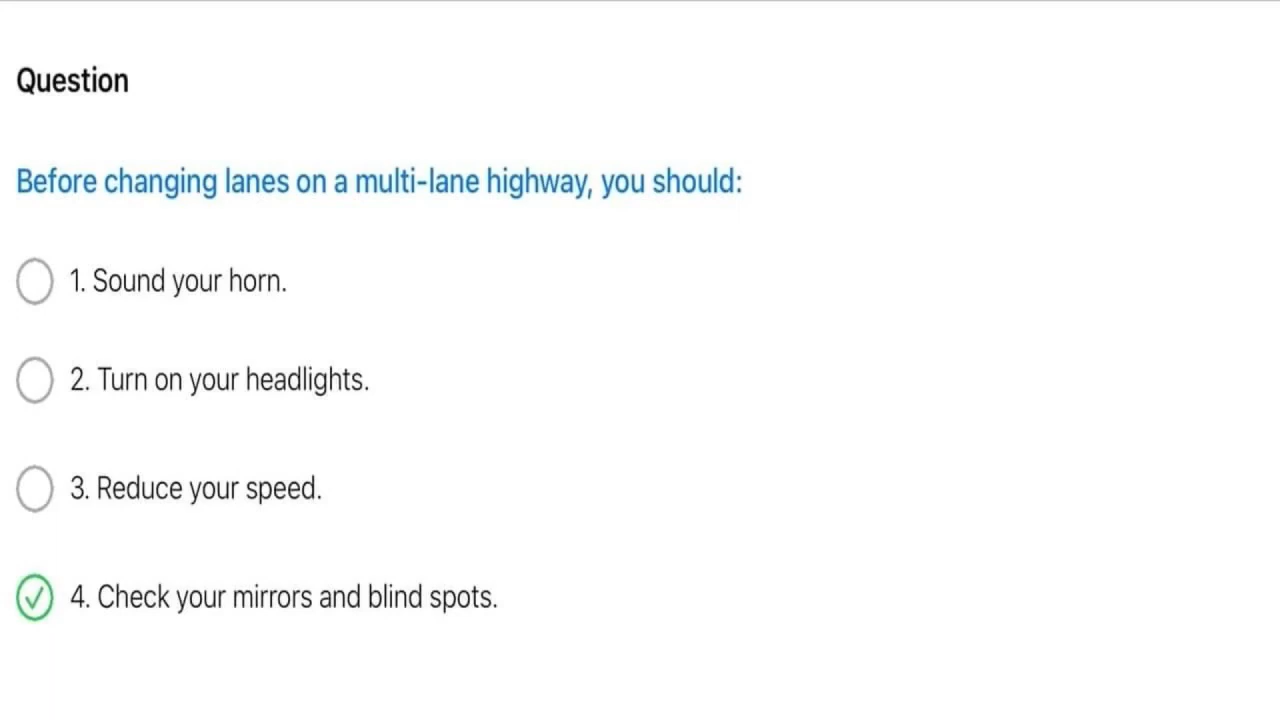 Question
Before changing lanes on a multi-lane highway, you should:
1. Sound your horn.
2. Turn on your headlights.
3. Reduce your speed.
4. Check your mirrors and blind spots.